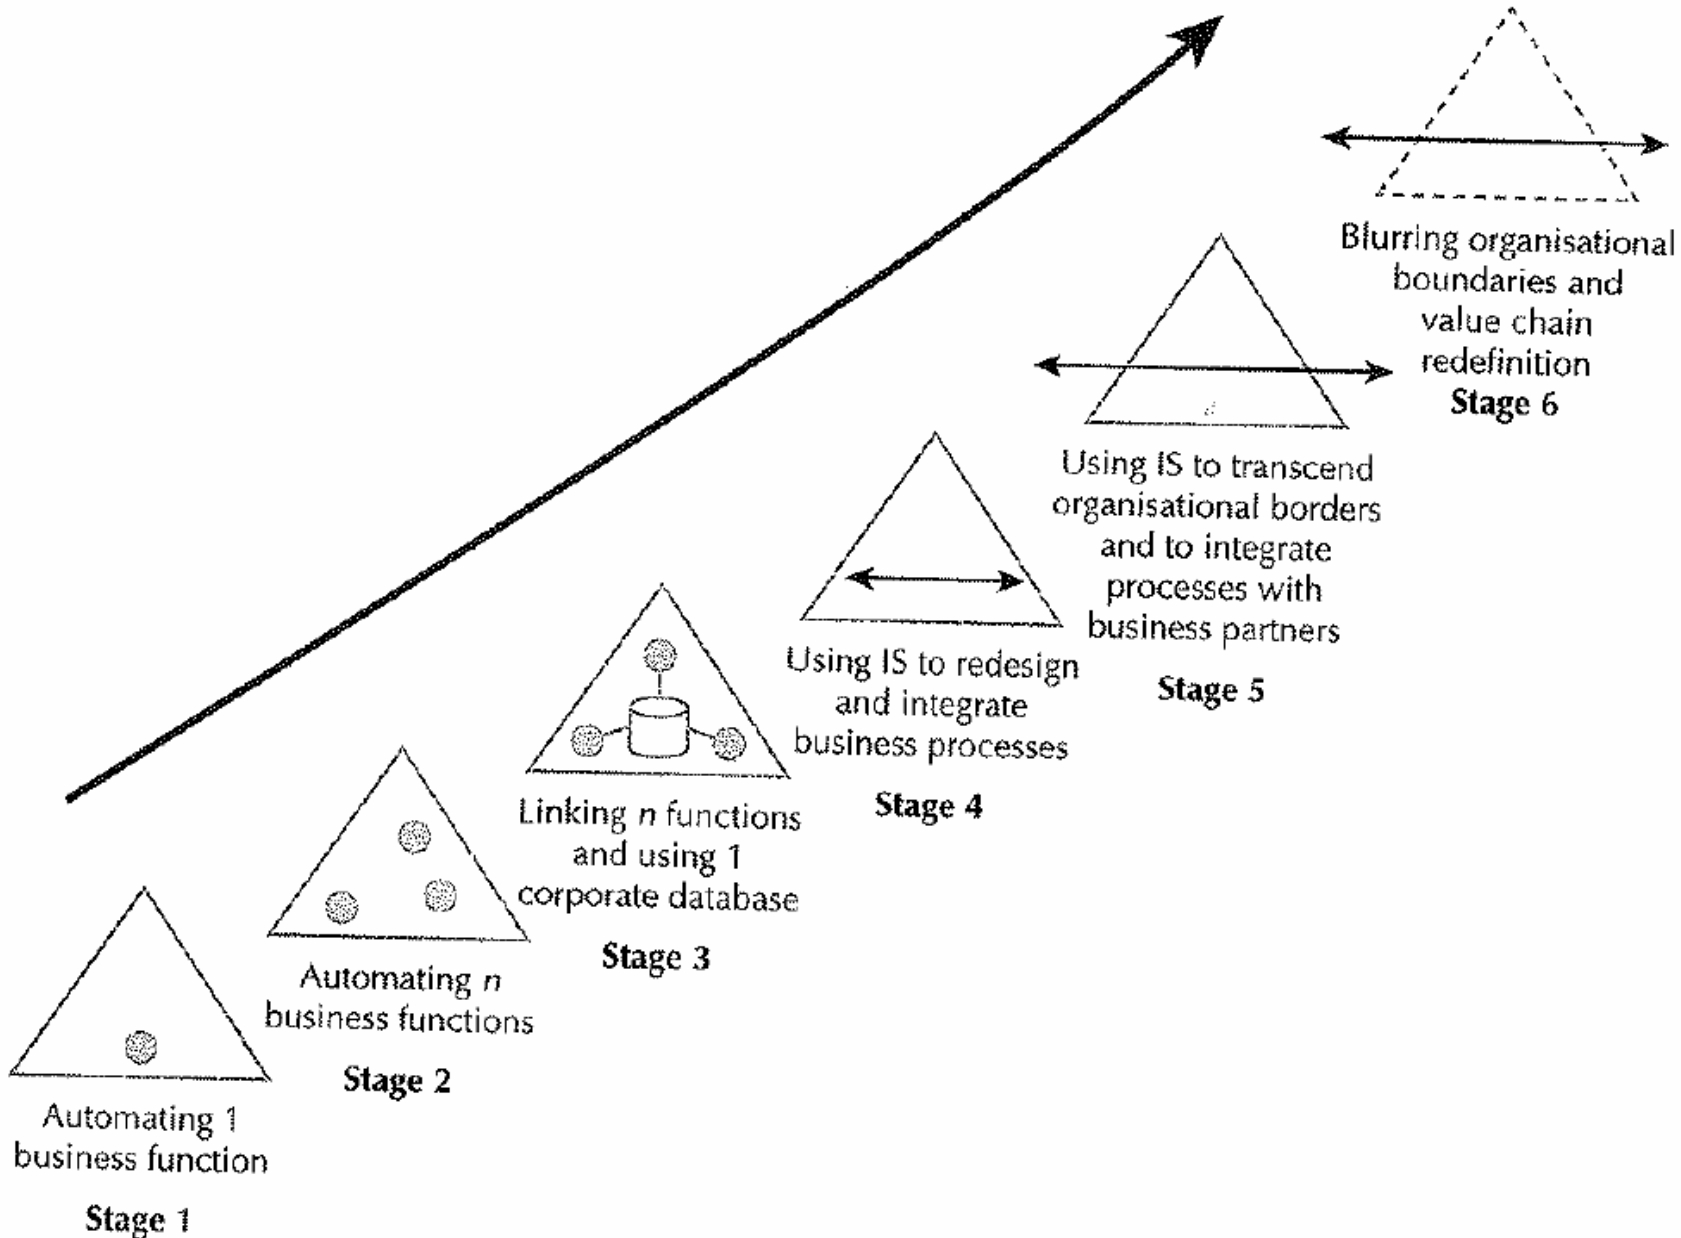 Automating 1
business function
Stage 1
Automating n
business functions
Stage 2
Linking n functions
and using 1
corporate database
Stage 3
Using IS to redesign
and integrate
business processes
Stage 4
Using IS to transcend
organisational borders
and to integrate
processes with
business partners
Stage 5
Blurring organisational
boundaries and
value chain
redefinition
Stage 6